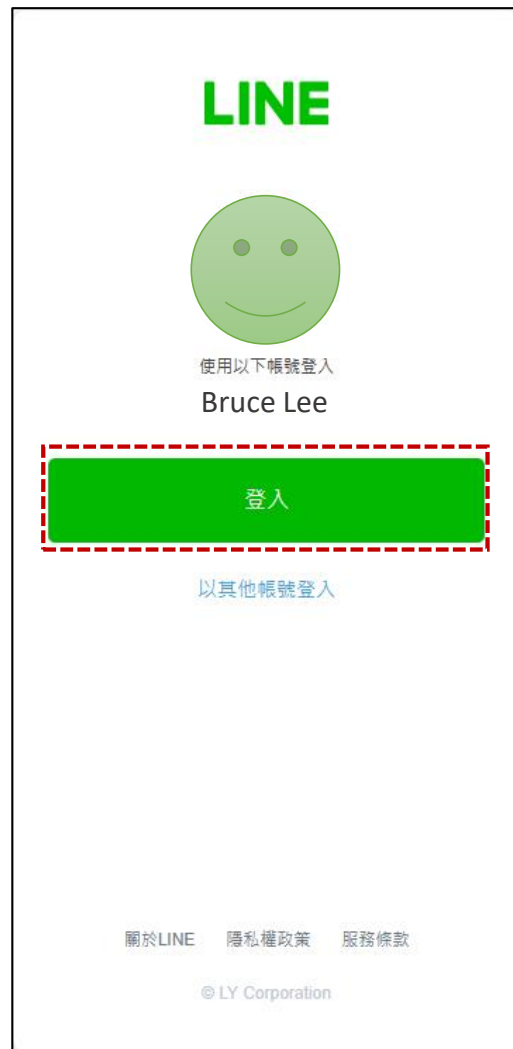 LINE
使用以下帳號登入
Bruce Lee
登入
以其他帳號登入
關於LINE 隱私權政策 服務條款
© LY Corporation